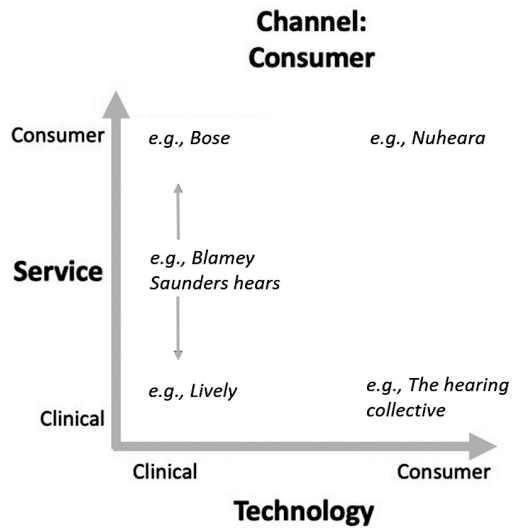 Channel:
Consumer
Consumer
e.g., Bose
e.g., Nuheara
Service
e.g., Blamey
Saunders hears
e.g., Lively
e.g., The hearing
collective
Clinical
Clinical
Consumer
Technology